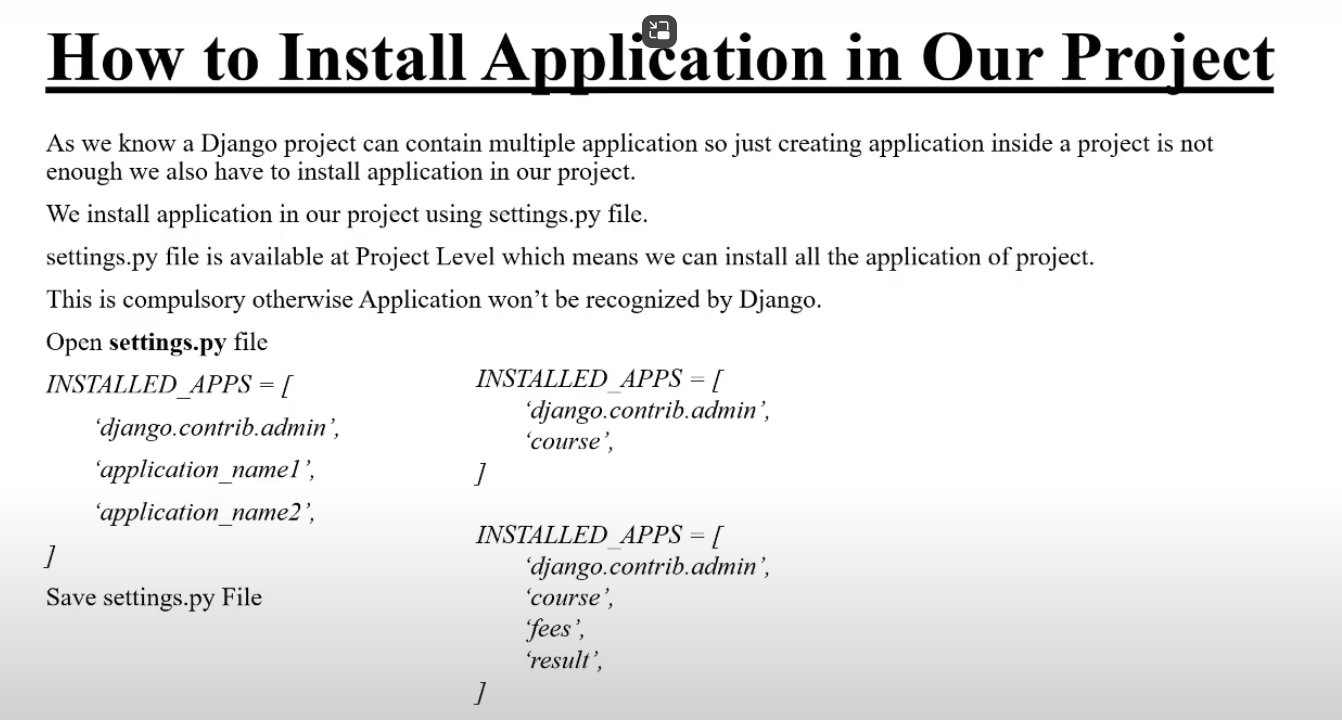 How to Install Application in Our Project
As we know a Django project can contain multiple application so just creating application inside a project is not
enough we also have to install application in our project.
We install application in our project using settings.py file.
settings.py file is available at Project Level which means we can install all the application of project.
This is compulsory otherwise Application won’t be recognized by Django.
Open settings.py file
INSTALLED_APPS = [
‘django.contrib.admin’,
‘application_name1’,
‘application_name2’,
]
Save settings.py File
INSTALLED_APPS = [
‘django.contrib.admin’,
‘course’,
]
INSTALLED_APPS = [
‘django.contrib.admin’,
‘course’,
‘fees’,
‘result’,
]